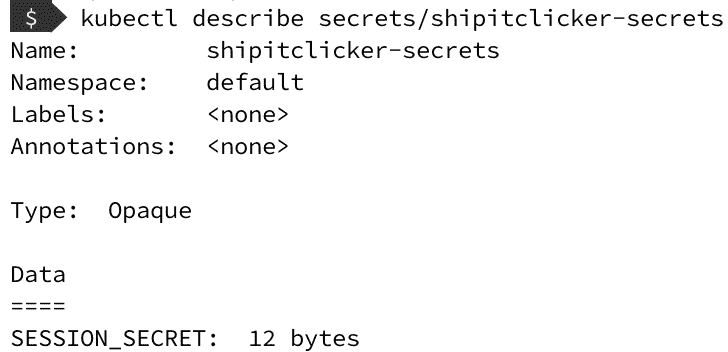 $ kubectl describe secrets/shipitclicker-secrets
Name:         shipitclicker-secrets
Namespace:    default
Labels:       <none>
Annotations:  <none>

Type:  Opaque

Data
====
SESSION_SECRET:  12 bytes